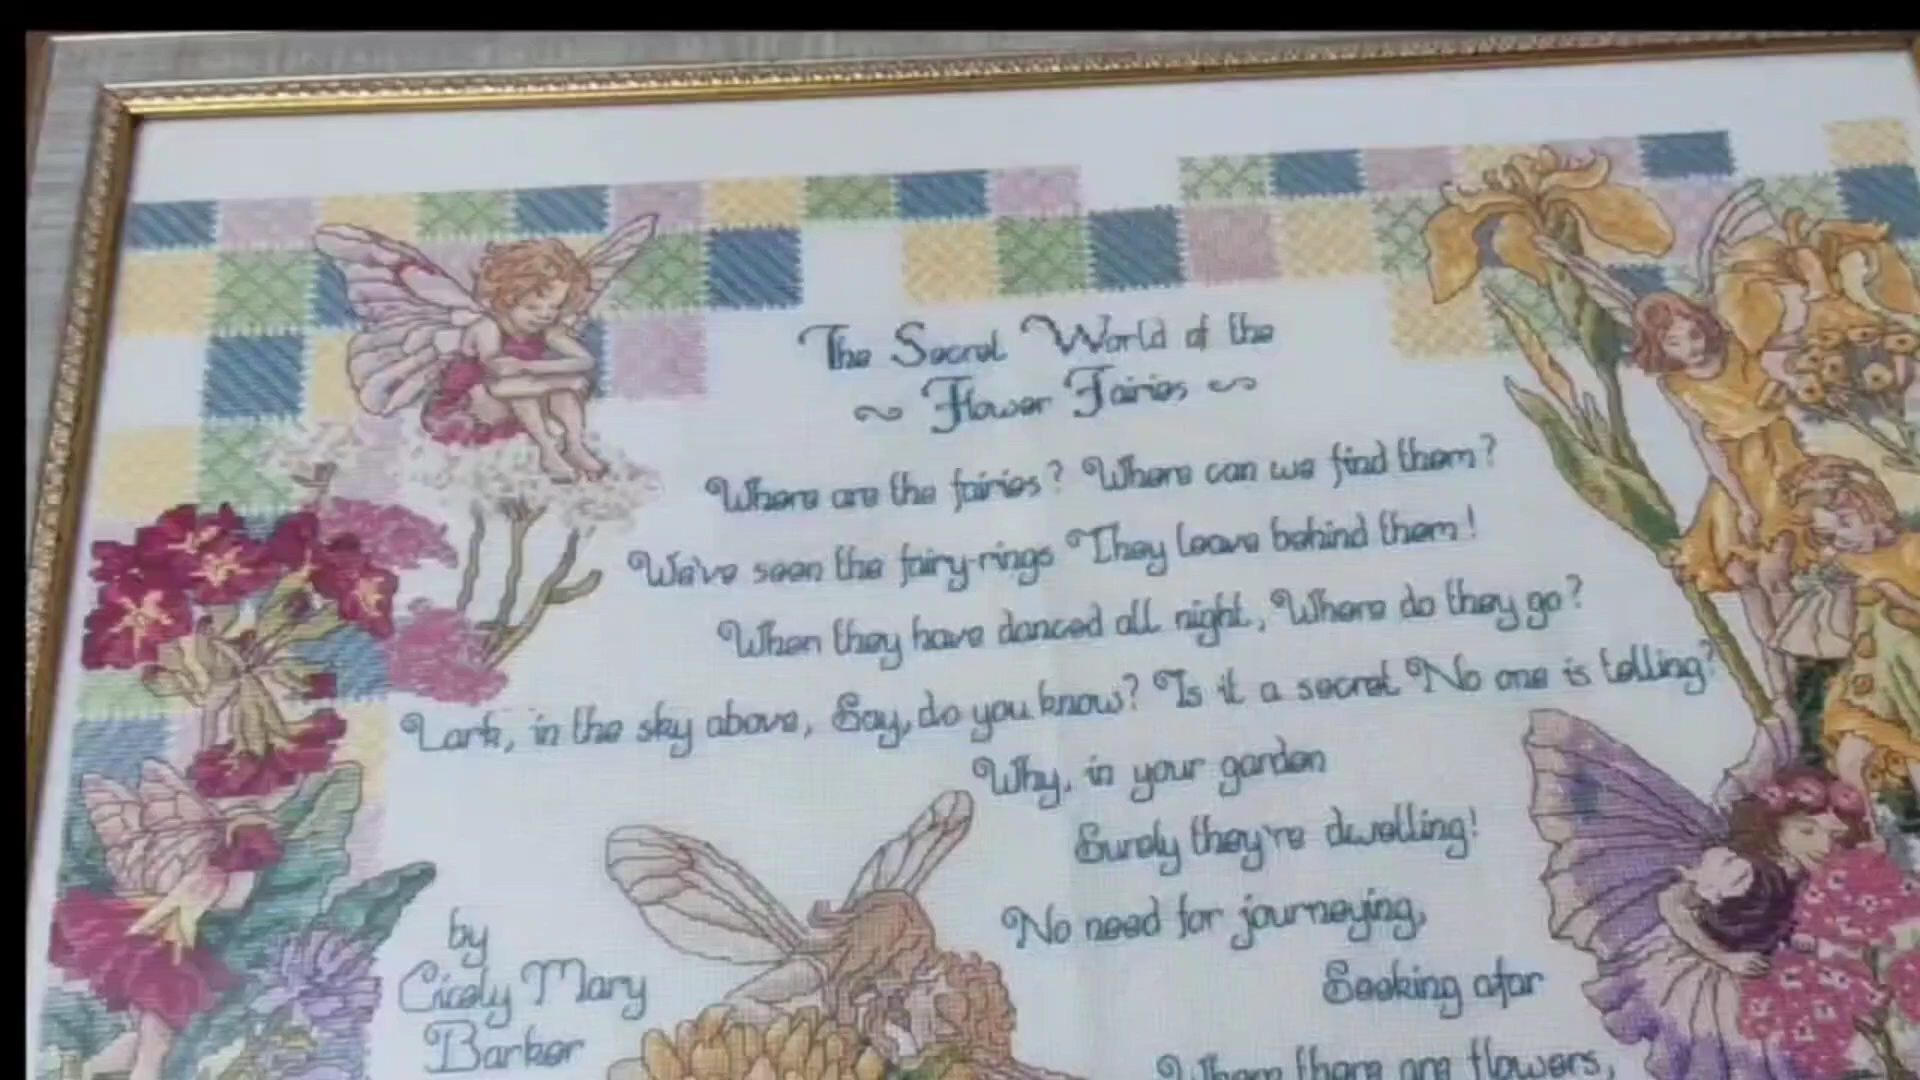 The Secret World of the
~ Flower Fairies ~
Where are the fairies? Where can we find them?
We've seen the fairy-rings They leave behind them!
When they have danced all night, Where do they go?
Lark, in the sky above, Say, do you know? Is it a secret No one is telling?
Why, in your garden
Surely they're dwelling!
No need for journeying,
Seeking afar
Where there are flowers,
by
Cicely Mary
Barker